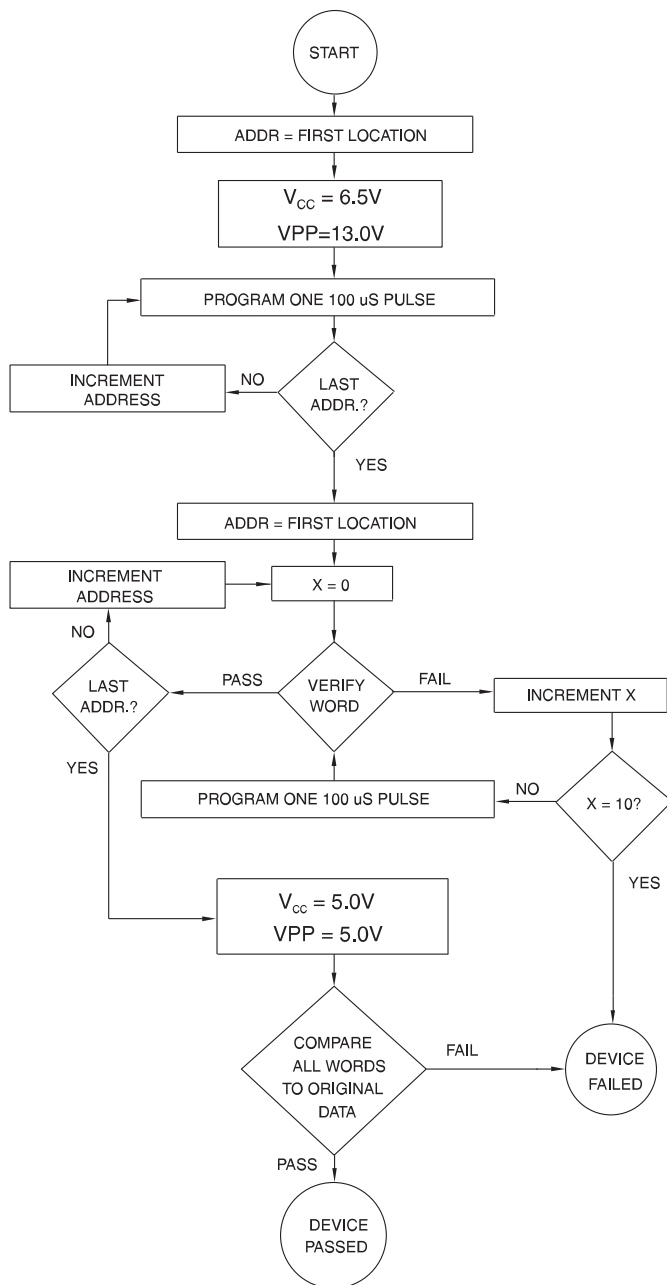 START
ADDR = FIRST LOCATION
VCC = 6.5V
VPP=13.0V
PROGRAM ONE 100 uS PULSE
INCREMENT
ADDRESS
NO
LAST
ADDR.?
YES
ADDR = FIRST LOCATION
INCREMENT
ADDRESS
X = 0
NO
LAST
ADDR.?
PASS
VERIFY
WORD
FAIL
INCREMENT X
YES
PROGRAM ONE 100 uS PULSE
NO
X = 10?
YES
VCC = 5.0V
VPP = 5.0V
COMPARE
ALL WORDS
TO ORIGINAL
DATA
FAIL
DEVICE
FAILED
PASS
DEVICE
PASSED